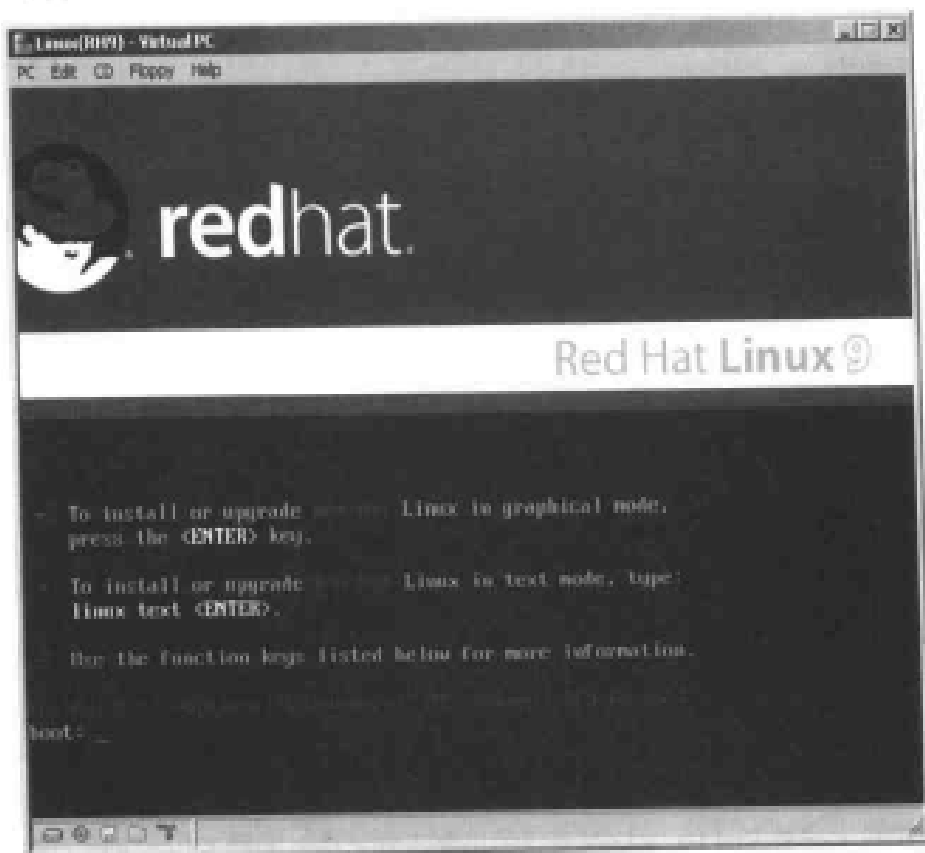 Linux(RH9) - Virtual PC
PC Edit CD Floppy Help
redhat.
Red Hat Linux 9
- To install or upgrade Linux in graphical mode,
press the <ENTER> key.
- To install or upgrade Linux in text mode, type:
linux text <ENTER>.
- Use the function keys listed below for more information.
boot: _